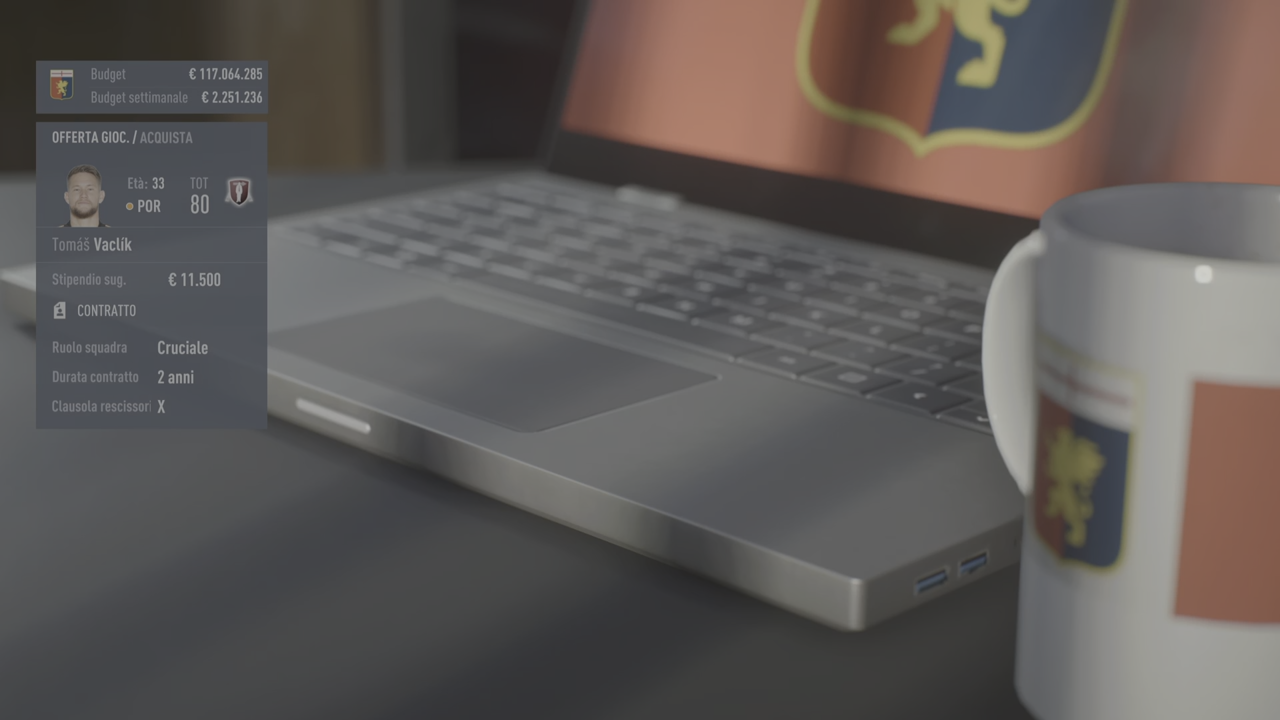 Budget € 117.064.285
Budget settimanale € 2.251.236
OFFERTA GIOC. / ACQUISTA
Età: 33 TOT
POR 80
Tomáš Vaclík
Stipendio sug. € 11.500
CONTRATTO
Ruolo squadra Cruciale
Durata contratto 2 anni
Clausola rescissori X